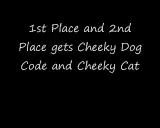 1st Place and 2nd
Place gets Cheeky Dog
Code and Cheeky Cat